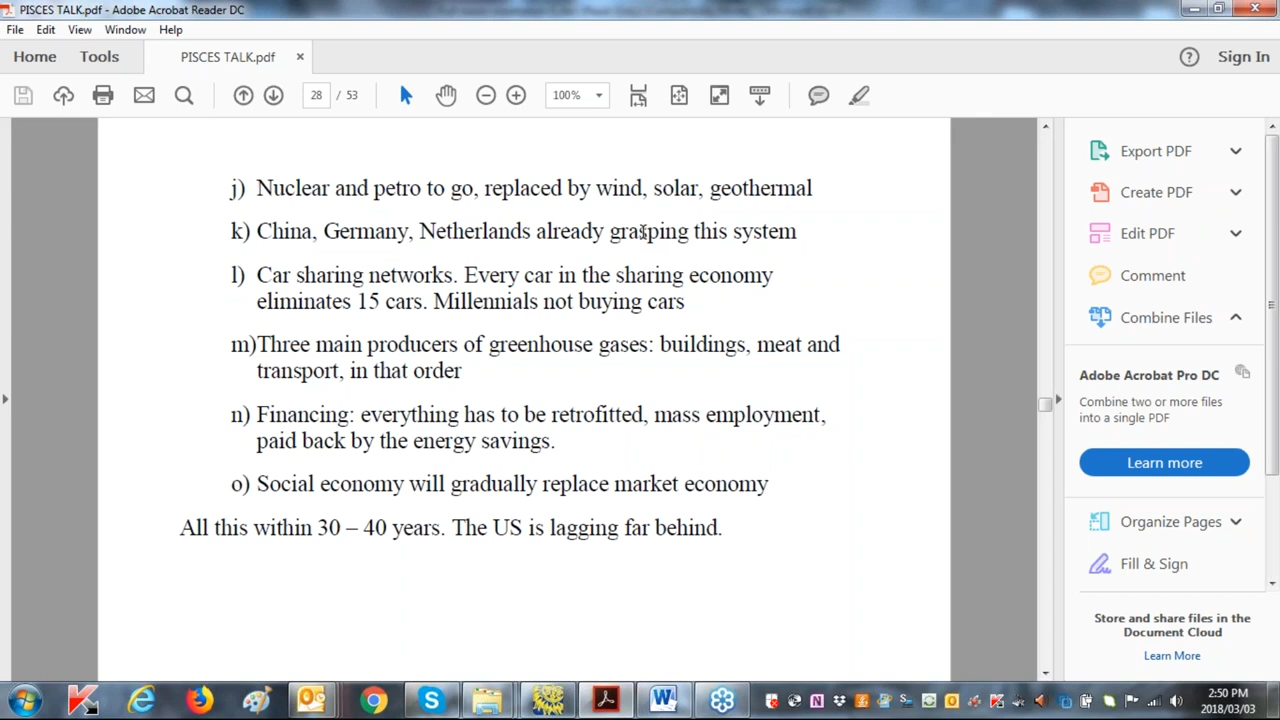 PISCES TALK.pdf - Adobe Acrobat Reader DC
File Edit View Window Help
Home Tools PISCES TALK.pdf × Sign In
28 / 53 100%
j) Nuclear and petro to go, replaced by wind, solar, geothermal
k) China, Germany, Netherlands already grasping this system
l) Car sharing networks. Every car in the sharing economy
eliminates 15 cars. Millennials not buying cars
m)Three main producers of greenhouse gases: buildings, meat and
transport, in that order
n) Financing: everything has to be retrofitted, mass employment,
paid back by the energy savings.
o) Social economy will gradually replace market economy
All this within 30 – 40 years. The US is lagging far behind.
Export PDF
Create PDF
Edit PDF
Comment
Combine Files
Adobe Acrobat Pro DC
Combine two or more files
into a single PDF
Learn more
Organize Pages
Fill & Sign
Store and share files in the
Document Cloud
Learn More
2:50 PM
2018/03/03